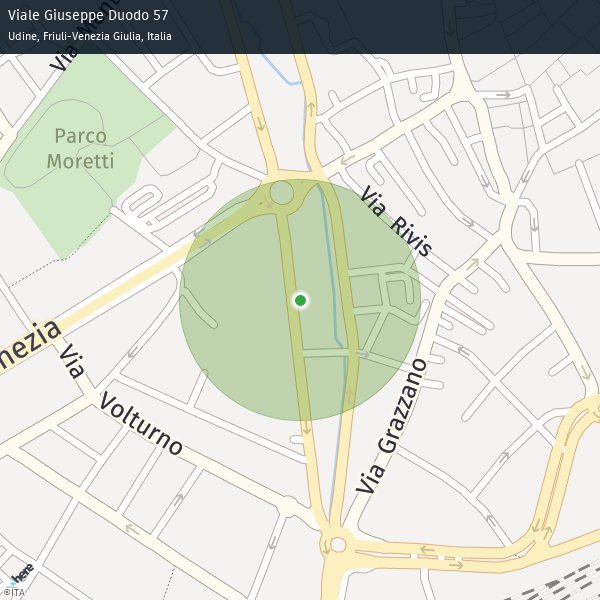 Viale Giuseppe Duodo 57
Udine, Friuli-Venezia Giulia, Italia
Via
Parco
Moretti
Via Rivis
nezia
Via
Volturno
Via Grazzano
here
©ITA